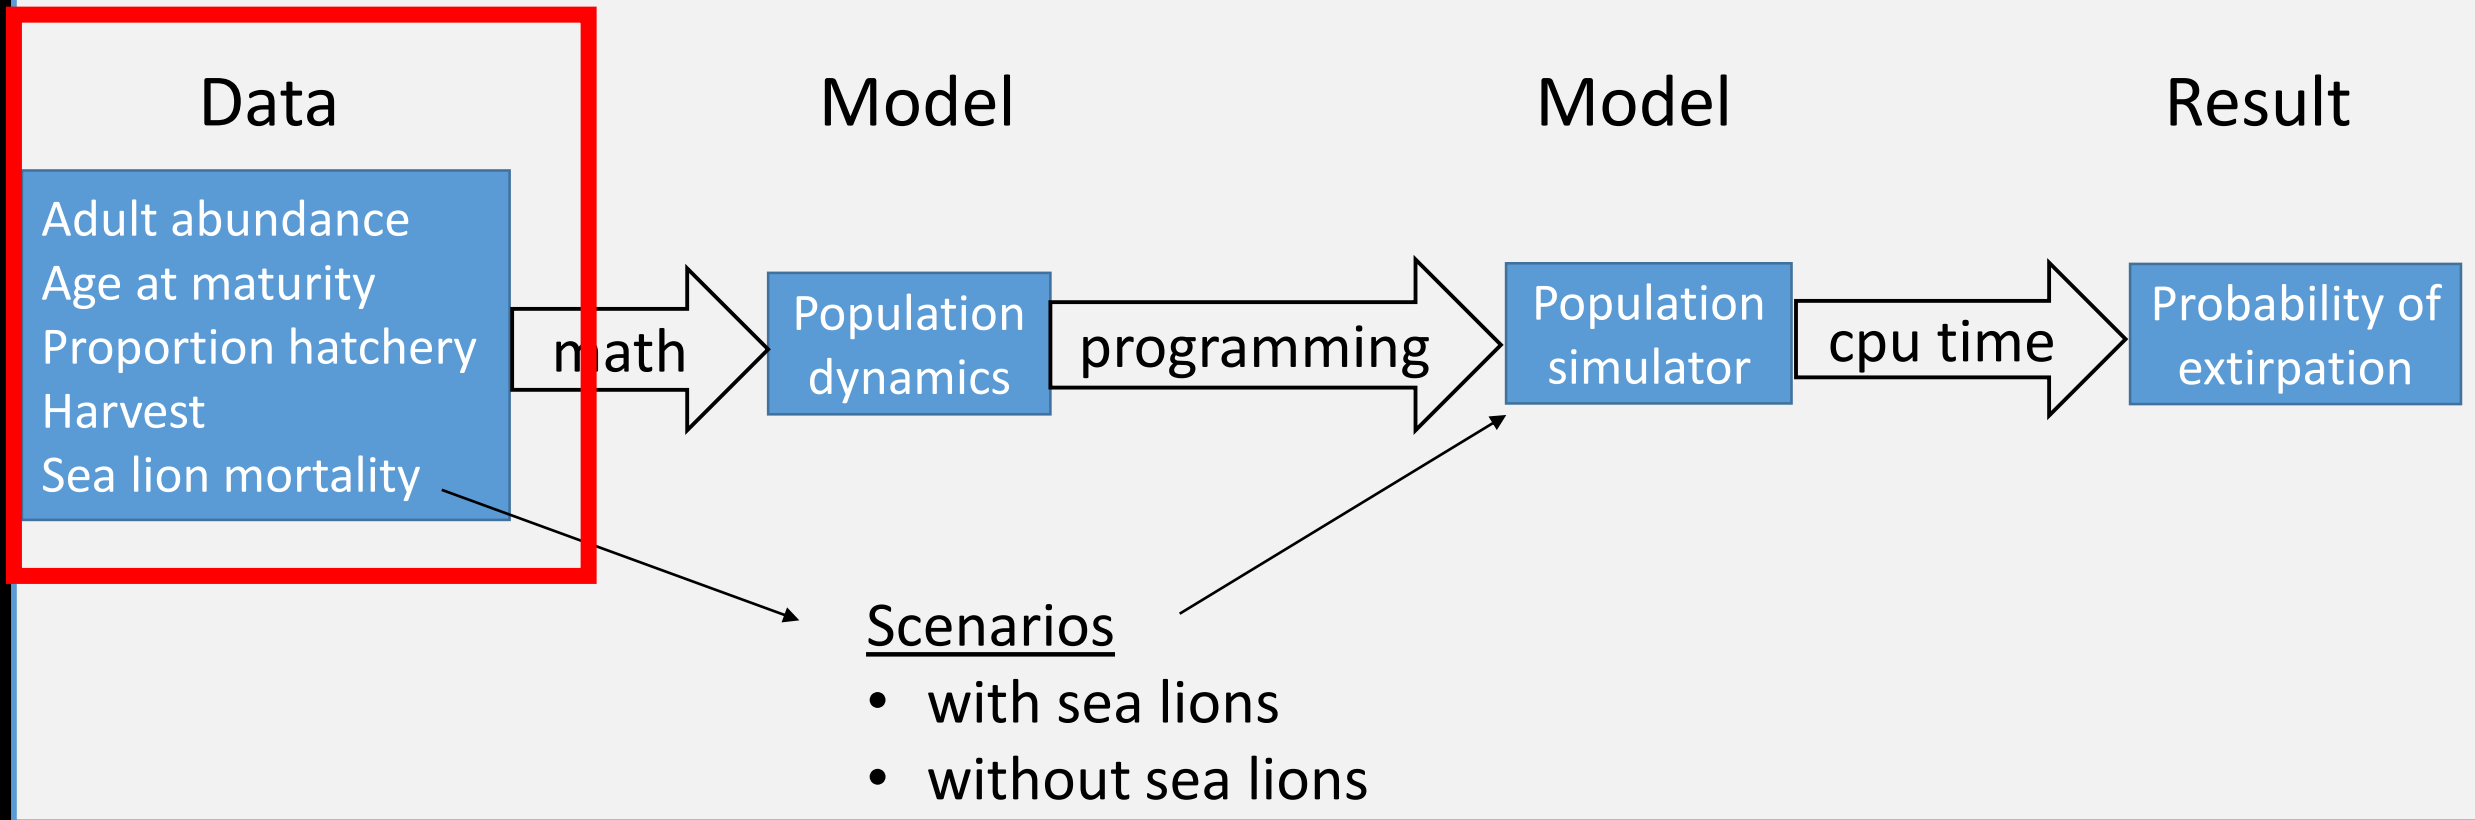 Data
Model
Model
Result
Adult abundance
Age at maturity
Proportion hatchery
Harvest
Sea lion mortality
math
Population
dynamics
programming
Population
simulator
cpu time
Probability of
extirpation
Scenarios
• with sea lions
• without sea lions